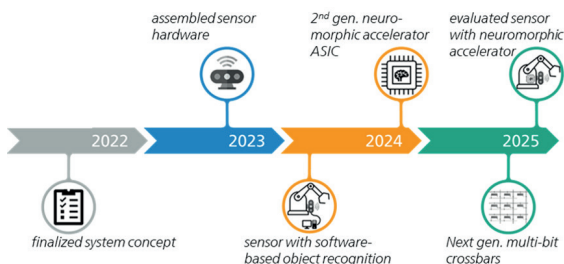 assembled sensor
hardware
2nd gen. neuro-
morphic accelerator
ASIC
evaluated sensor
with neuromorphic
accelerator
2022
2023
2024
2025
finalized system concept
sensor with software-
based object recognition
Next gen. multi-bit
crossbars